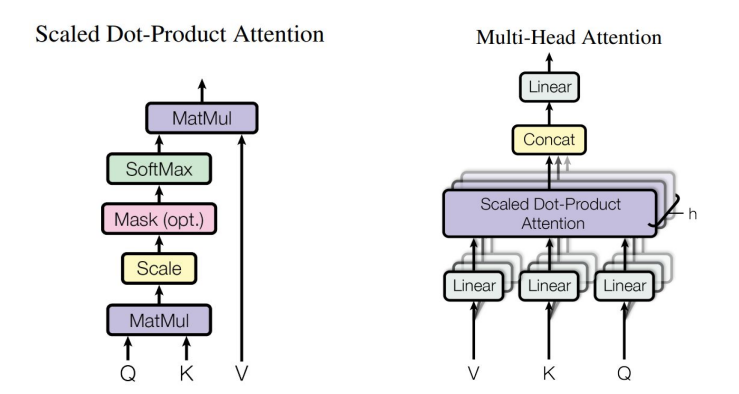 Scaled Dot-Product Attention
MatMul
SoftMax
Mask (opt.)
Scale
MatMul
Q K V
Multi-Head Attention
Linear
Concat
Scaled Dot-Product
Attention
h
Linear Linear Linear
V K Q